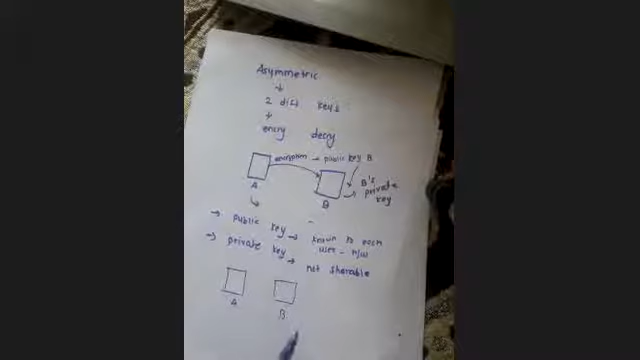 Asymmetric
2 diff keys
encry decry
encryption → public key B
A
B
B's
private
key
→ public key → known to each
user - n/w
→ private key → not sharable
A
B